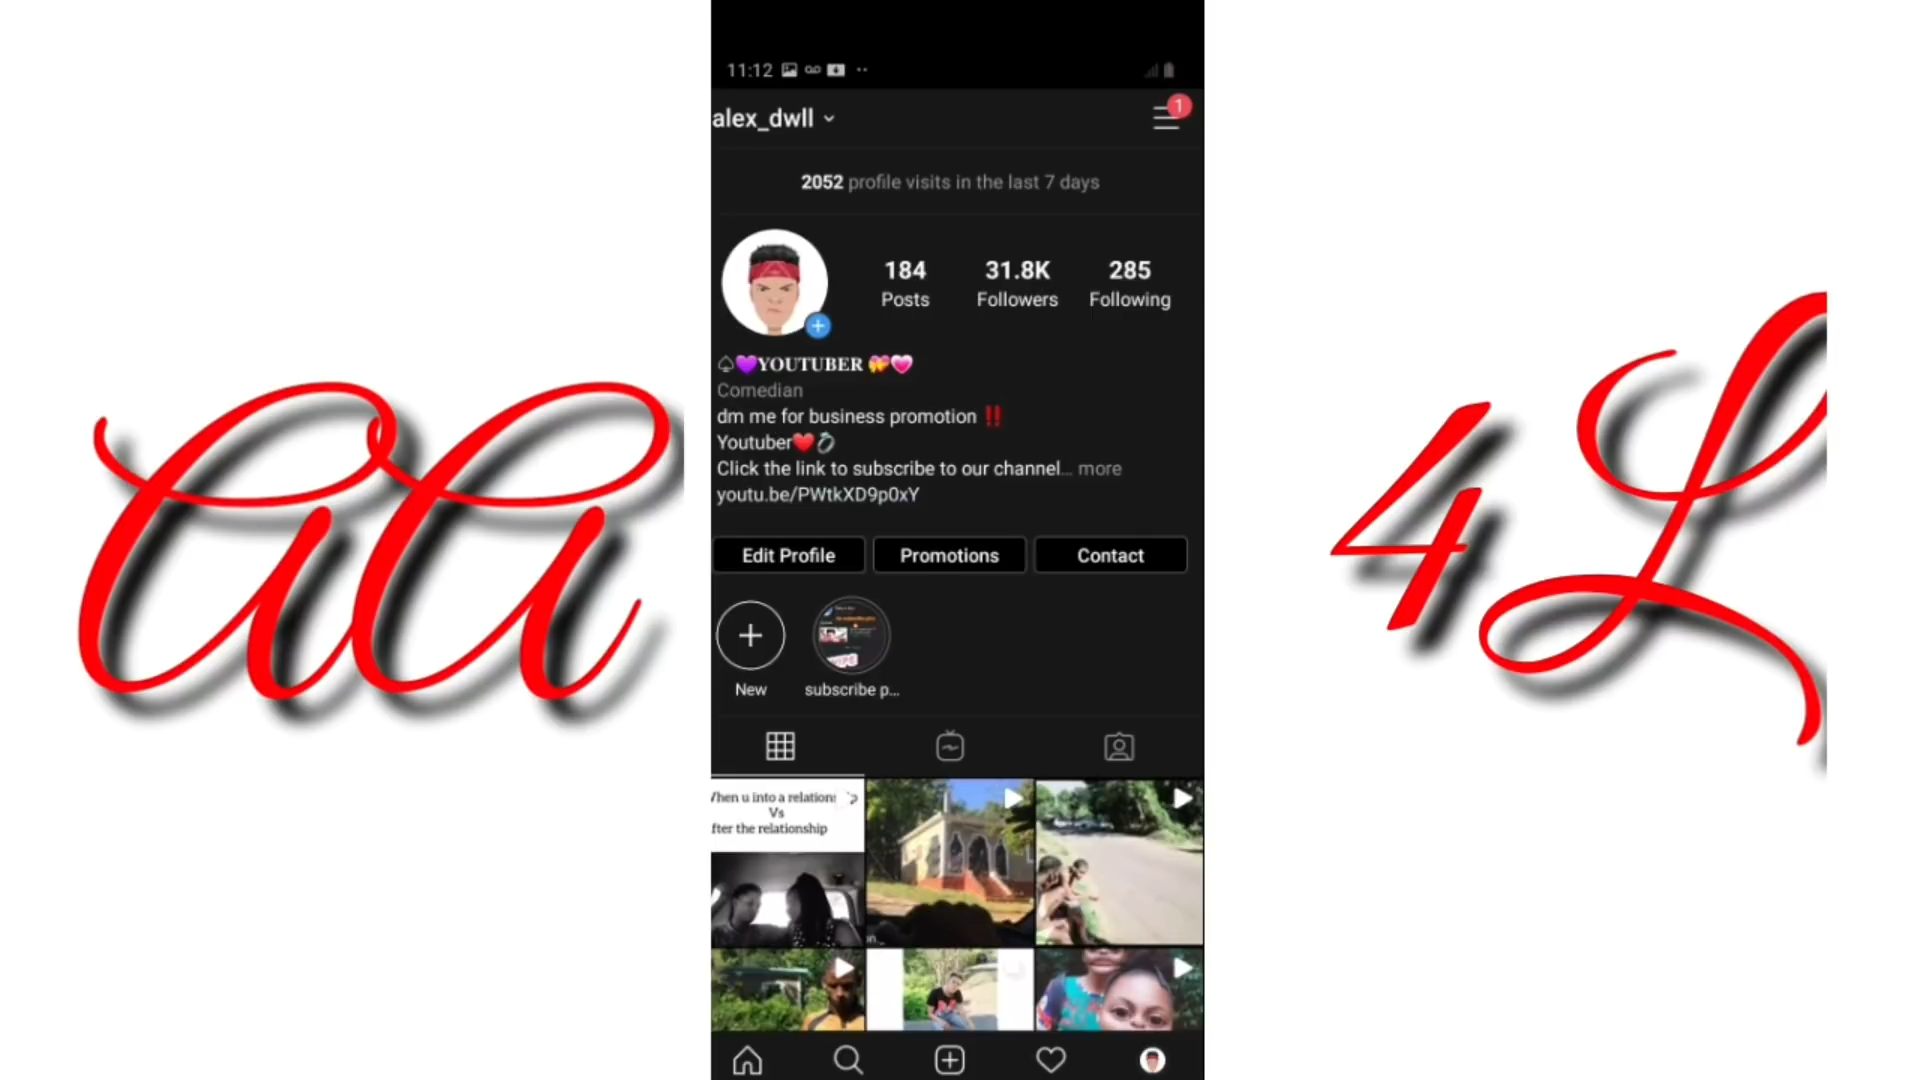 aa
4L
11:12
alex_dwll
1
2052 profile visits in the last 7 days
184
Posts
31.8K
Followers
285
Following
YOUTUBER
Comedian
dm me for business promotion ‼️
Youtuber❤️💍
Click the link to subscribe to our channel... more
youtu.be/PWtkXD9p0xY
Edit Profile
Promotions
Contact
New
subscribe p...
hen u into a relation
Vs
fter the relationship